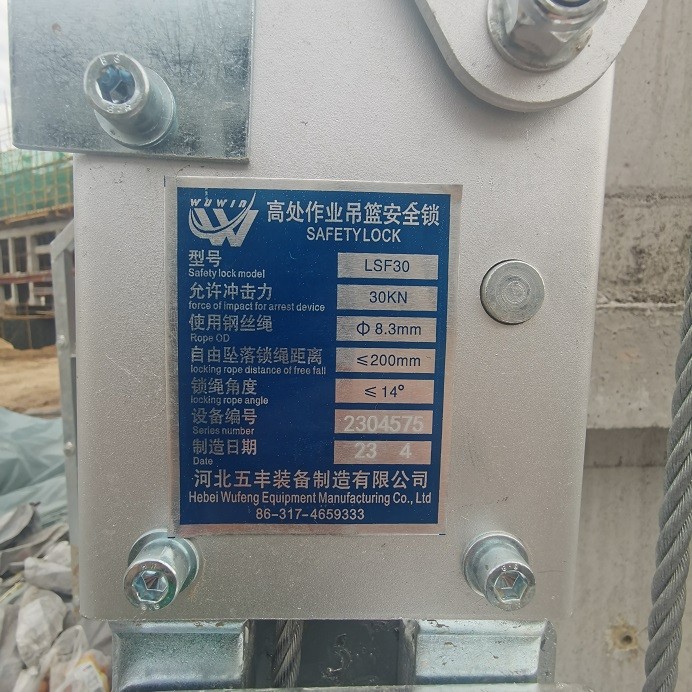 WUWIN
高处作业吊篮安全锁
SAFETYLOCK
型号 LSF30
Safety lock model
允许冲击力 30KN
force of impact for arrest device
使用钢丝绳 Φ 8.3mm
Rope OD
自由坠落锁绳距离 ≤200mm
locking rope distance of free fall
锁绳角度 ≤ 14°
locking rope angle
设备编号 2304575
Series number
制造日期 23 4
Date
河北五丰装备制造有限公司
Hebei Wufeng Equipment Manufacturing Co., Ltd
86-317-4659333